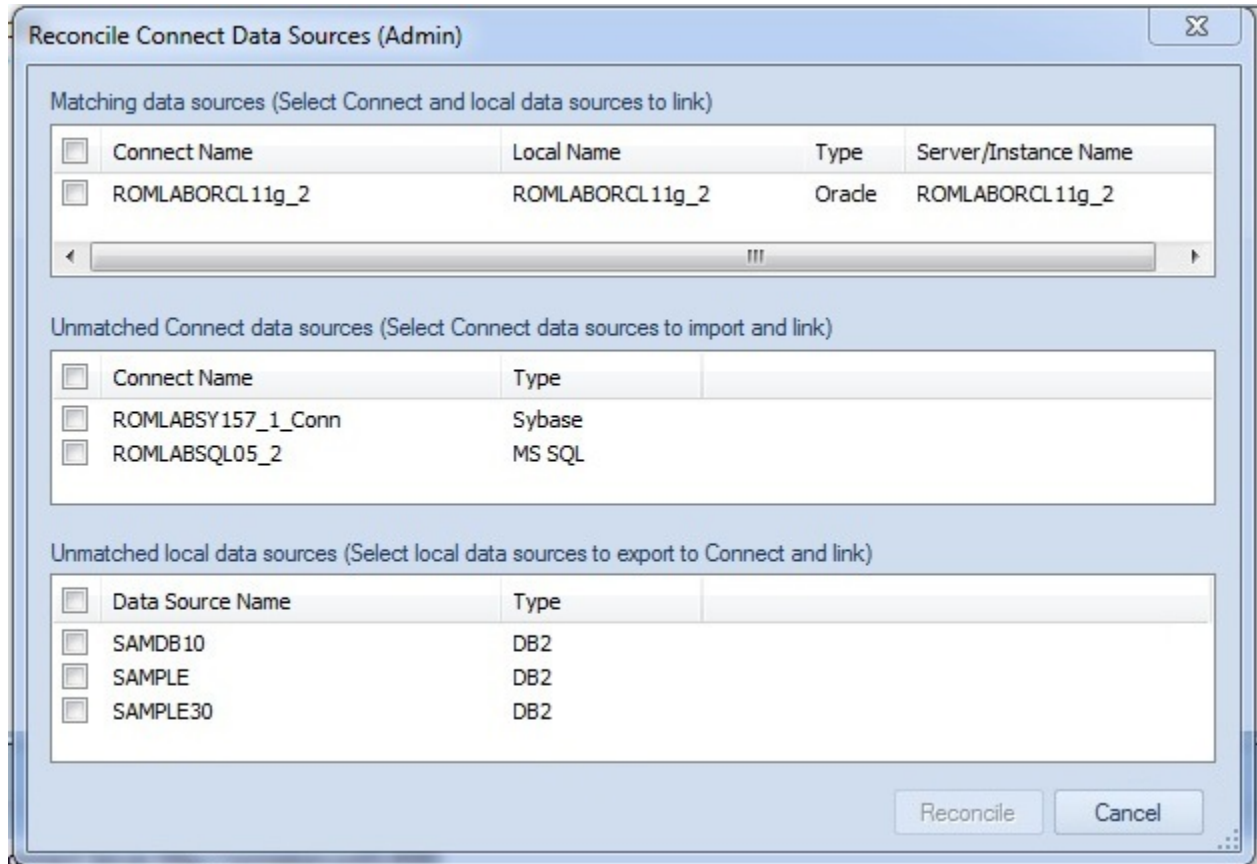 Reconcile Connect Data Sources (Admin)
Matching data sources (Select Connect and local data sources to link)
Connect Name Local Name Type Server/Instance Name
ROMLABORCL11g_2 ROMLABORCL11g_2 Oracle ROMLABORCL11g_2
Unmatched Connect data sources (Select Connect data sources to import and link)
Connect Name Type
ROMLABSY157_1_Conn Sybase
ROMLABSQL05_2 MS SQL
Unmatched local data sources (Select local data sources to export to Connect and link)
Data Source Name Type
SAMDB10 DB2
SAMPLE DB2
SAMPLE30 DB2
Reconcile Cancel